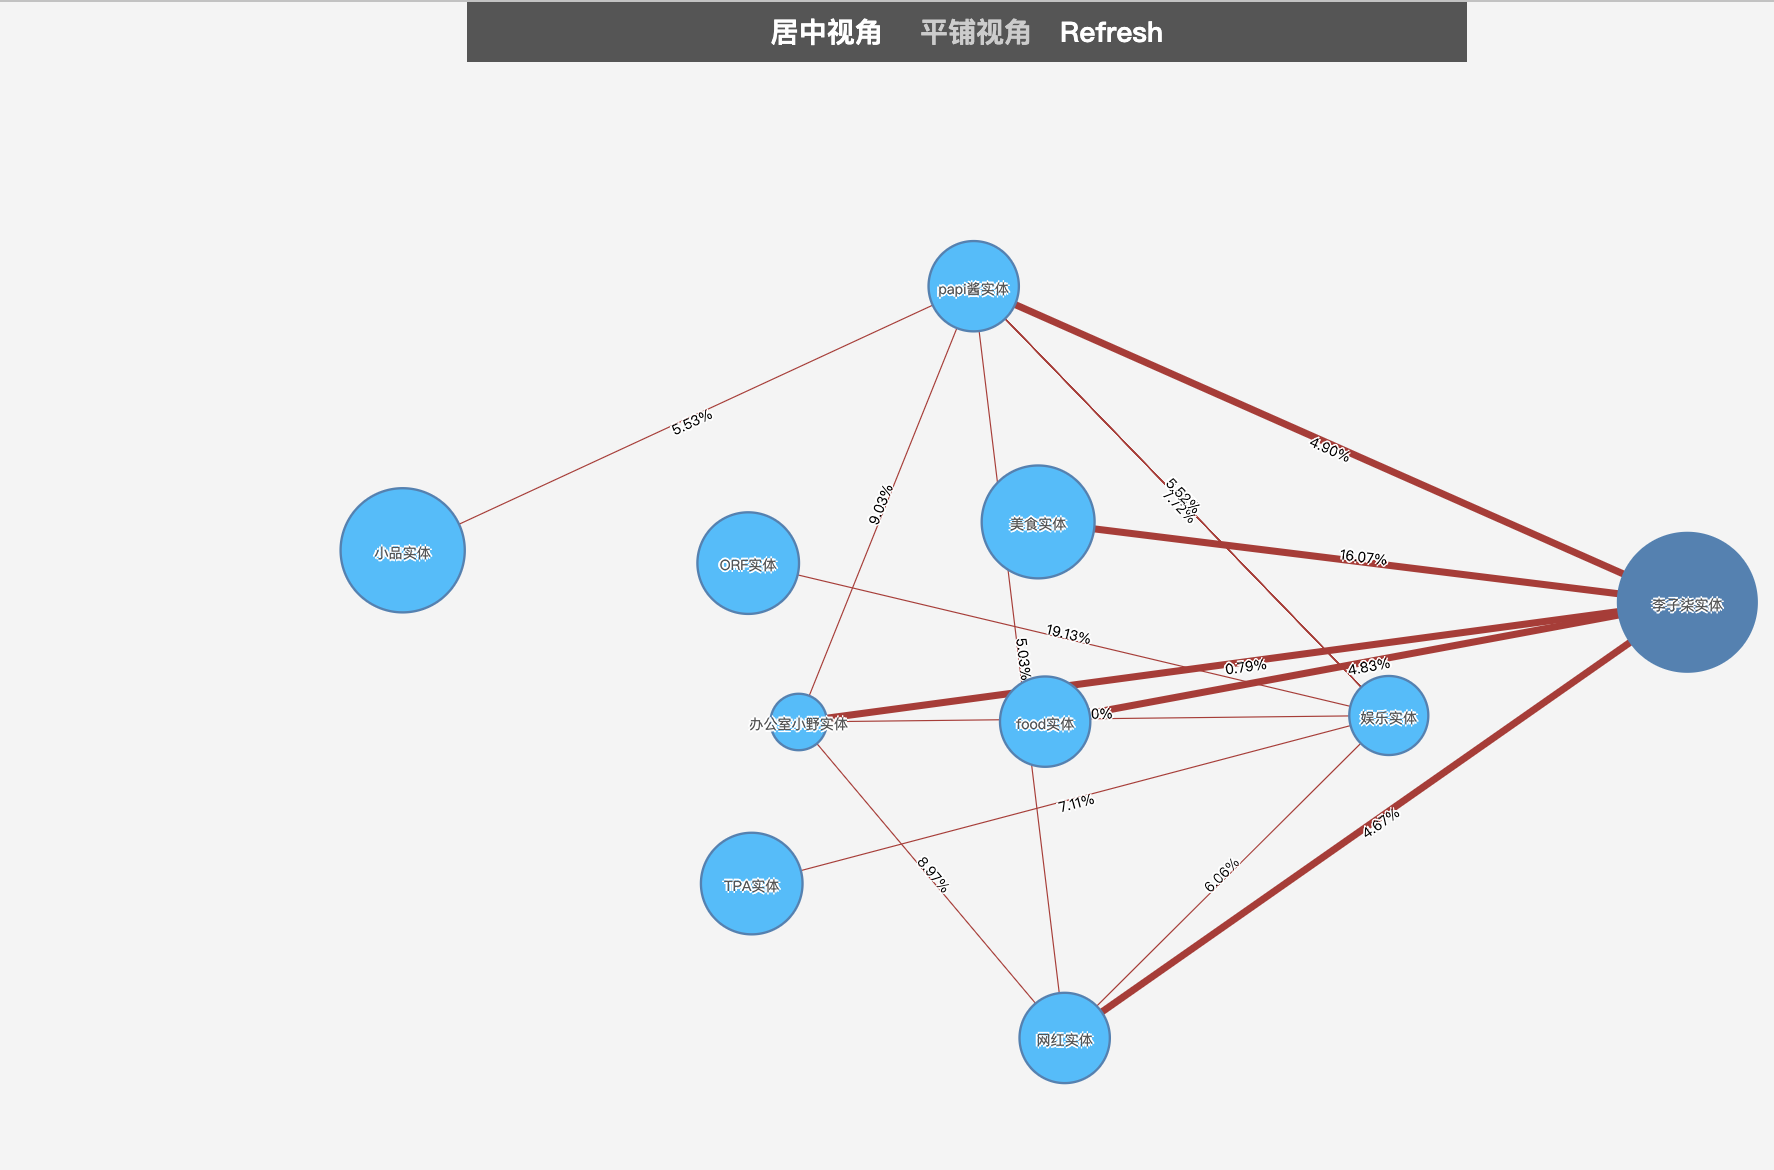 居中视角 平铺视角 Refresh
papi酱实体
5.53%
4.90%
9.03%
5.52%
7.72%
美食实体
小品实体
ORF实体
16.07%
李子柒实体
19.13%
5.03%
0.79%
4.83%
办公室小野实体
food实体
0%
娱乐实体
7.11%
4.67%
8.97%
6.06%
TPA实体
网红实体